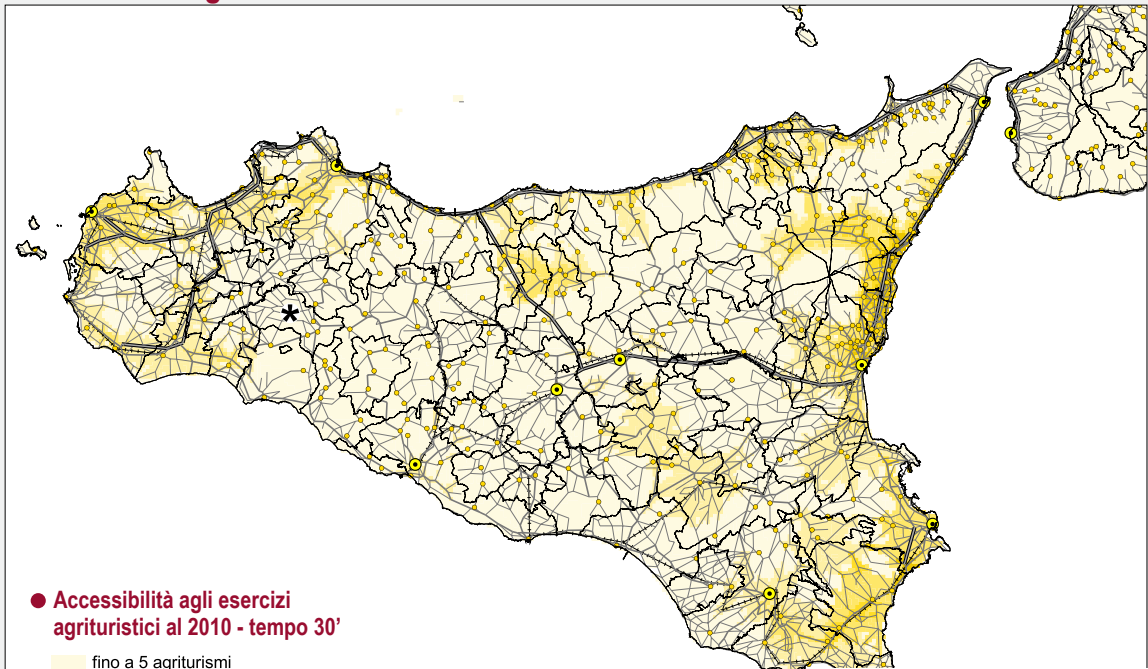 ● Accessibilità agli esercizi
agrituristici al 2010 - tempo 30’
fino a 5 agriturismi